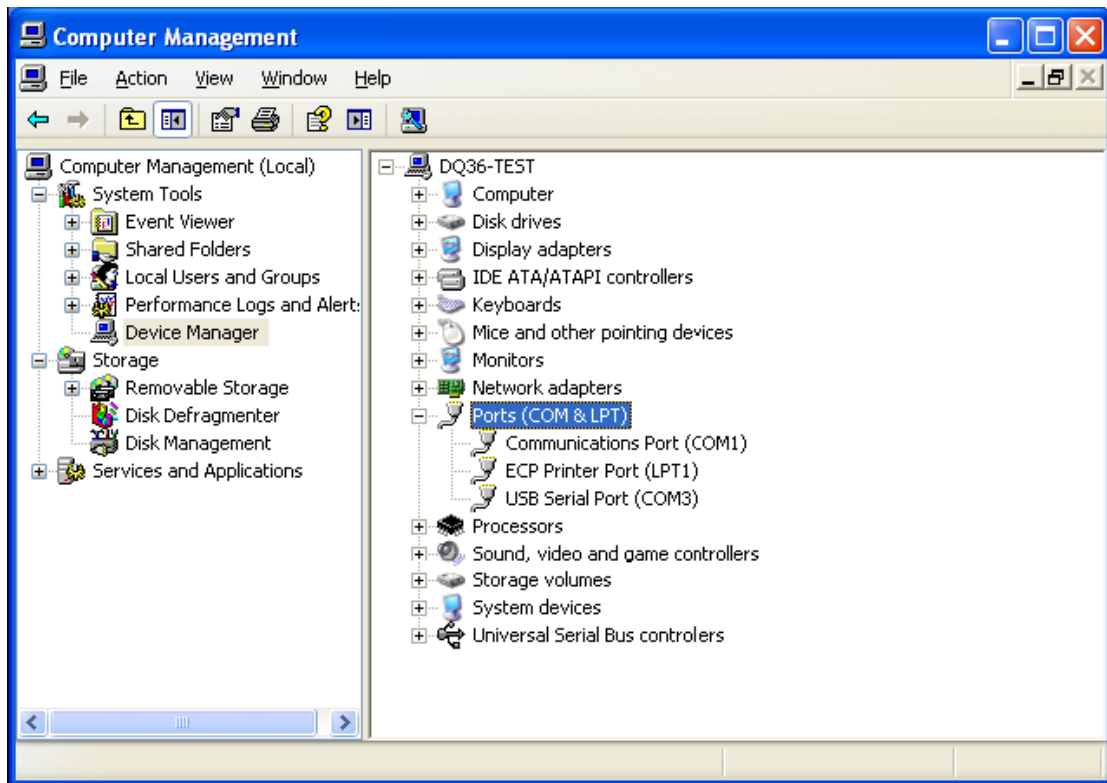 Computer Management
File Action View Window Help
Computer Management (Local)
System Tools
Event Viewer
Shared Folders
Local Users and Groups
Performance Logs and Alert:
Device Manager
Storage
Removable Storage
Disk Defragmenter
Disk Management
Services and Applications
DQ36-TEST
Computer
Disk drives
Display adapters
IDE ATA/ATAPI controllers
Keyboards
Mice and other pointing devices
Monitors
Network adapters
Ports (COM & LPT)
Communications Port (COM1)
ECP Printer Port (LPT1)
USB Serial Port (COM3)
Processors
Sound, video and game controllers
Storage volumes
System devices
Universal Serial Bus controlers